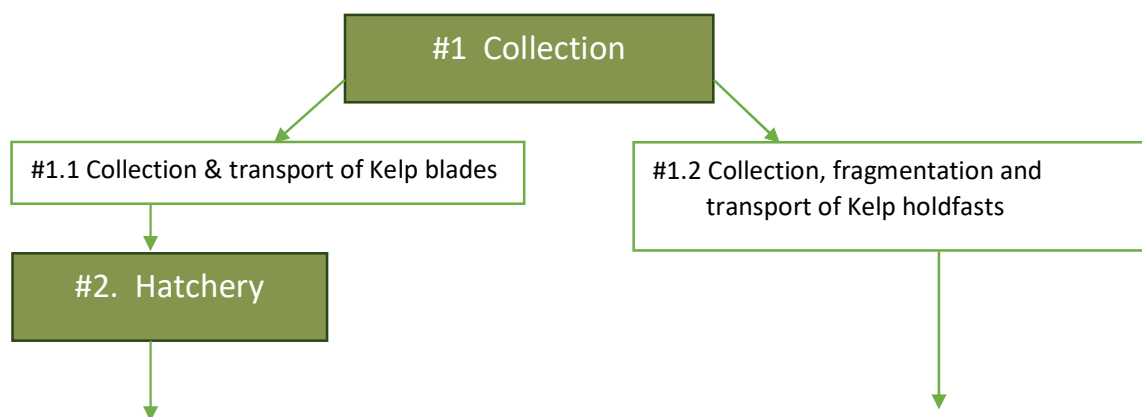 #1 Collection
#1.1 Collection & transport of Kelp blades
#1.2 Collection, fragmentation and
transport of Kelp holdfasts
#2. Hatchery